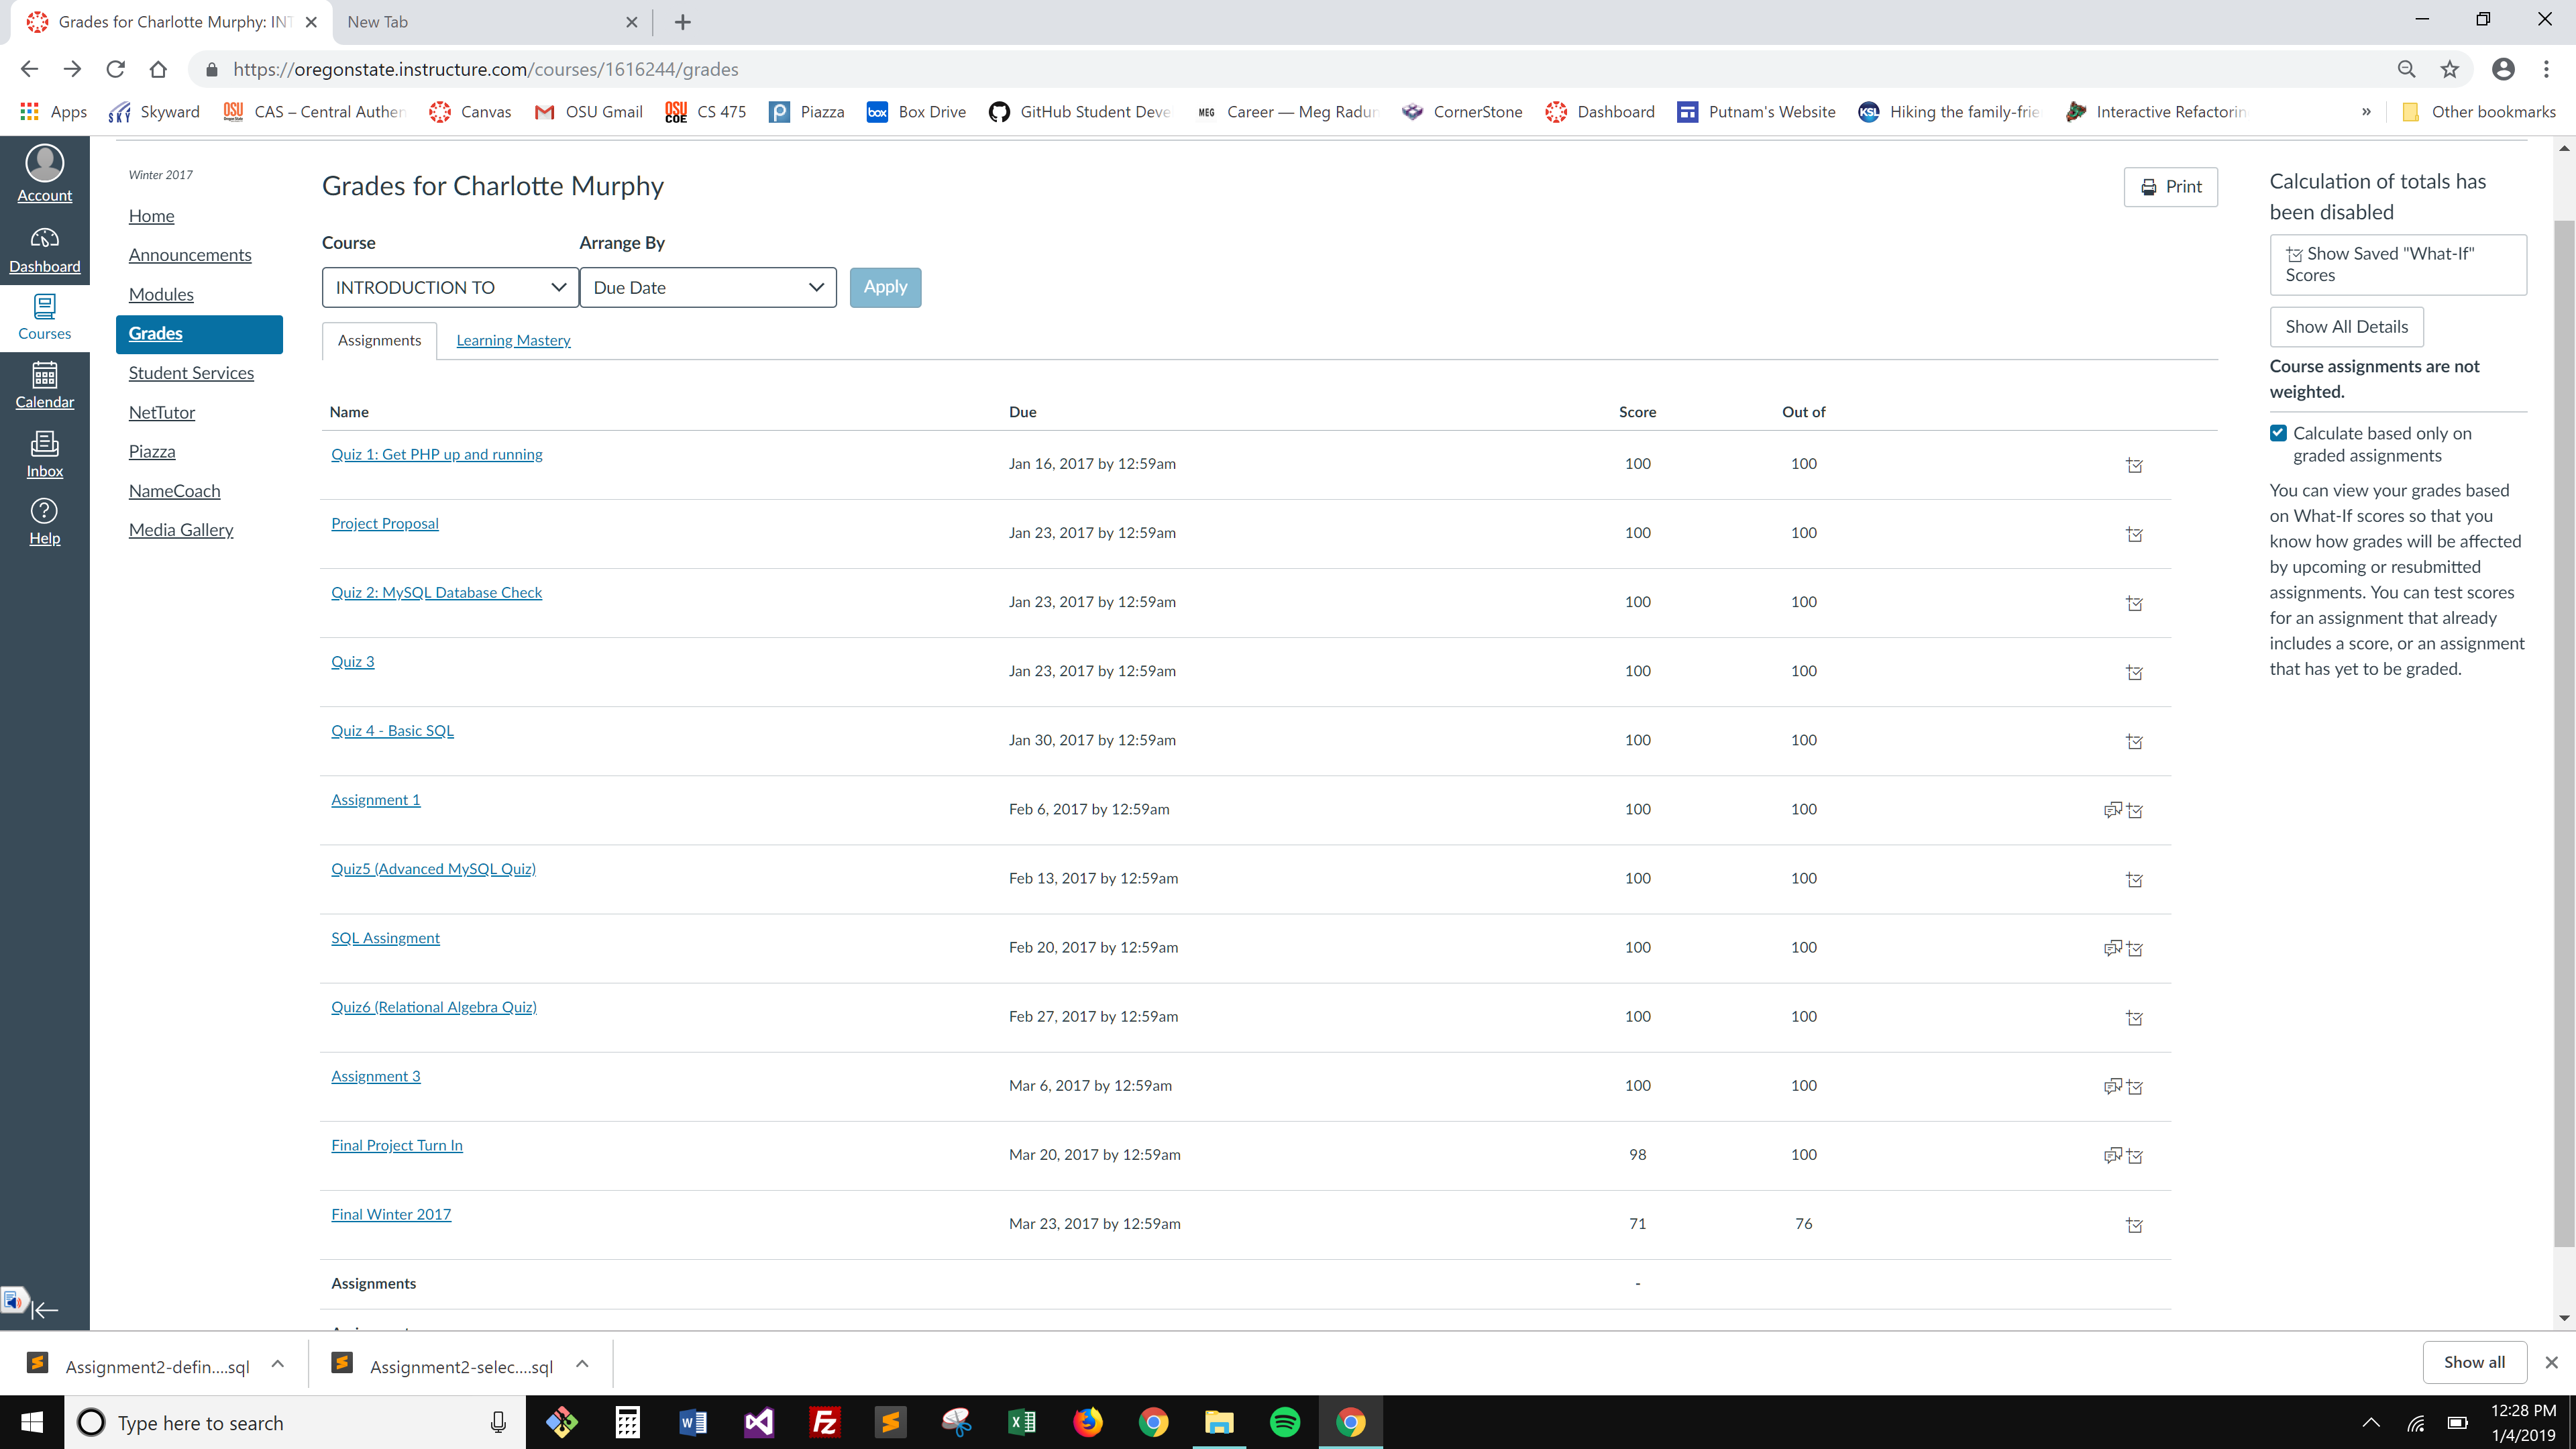 Grades for Charlotte Murphy: INT
New Tab
https://oregonstate.instructure.com/courses/1616244/grades
Apps
Skyward
OSU
CAS – Central Authen
Canvas
OSU Gmail
OSU
COE
CS 475
Piazza
box
Box Drive
GitHub Student Deve
MEG
Career — Meg Radun
CornerStone
Dashboard
Putnam's Website
KSL
Hiking the family-frie
Interactive Refactorin
»
Other bookmarks
Account
Dashboard
Courses
Calendar
Inbox
Help
Winter 2017
Home
Announcements
Modules
Grades
Student Services
NetTutor
Piazza
NameCoach
Media Gallery
Grades for Charlotte Murphy
Print
Course
Arrange By
INTRODUCTION TO
Due Date
Apply
Assignments
Learning Mastery
Name Due Score Out of
Quiz 1: Get PHP up and running
Jan 16, 2017 by 12:59am 100 100
Project Proposal
Jan 23, 2017 by 12:59am 100 100
Quiz 2: MySQL Database Check
Jan 23, 2017 by 12:59am 100 100
Quiz 3
Jan 23, 2017 by 12:59am 100 100
Quiz 4 - Basic SQL
Jan 30, 2017 by 12:59am 100 100
Assignment 1
Feb 6, 2017 by 12:59am 100 100
Quiz5 (Advanced MySQL Quiz)
Feb 13, 2017 by 12:59am 100 100
SQL Assingment
Feb 20, 2017 by 12:59am 100 100
Quiz6 (Relational Algebra Quiz)
Feb 27, 2017 by 12:59am 100 100
Assignment 3
Mar 6, 2017 by 12:59am 100 100
Final Project Turn In
Mar 20, 2017 by 12:59am 98 100
Final Winter 2017
Mar 23, 2017 by 12:59am 71 76
Assignments -
Calculation of totals has
been disabled
Show Saved "What-If"
Scores
Show All Details
Course assignments are not
weighted.
Calculate based only on
graded assignments
You can view your grades based
on What-If scores so that you
know how grades will be affected
by upcoming or resubmitted
assignments. You can test scores
for an assignment that already
includes a score, or an assignment
that has yet to be graded.
Assignment2-defin....sql
Assignment2-selec....sql
Show all
Type here to search
12:28 PM
1/4/2019